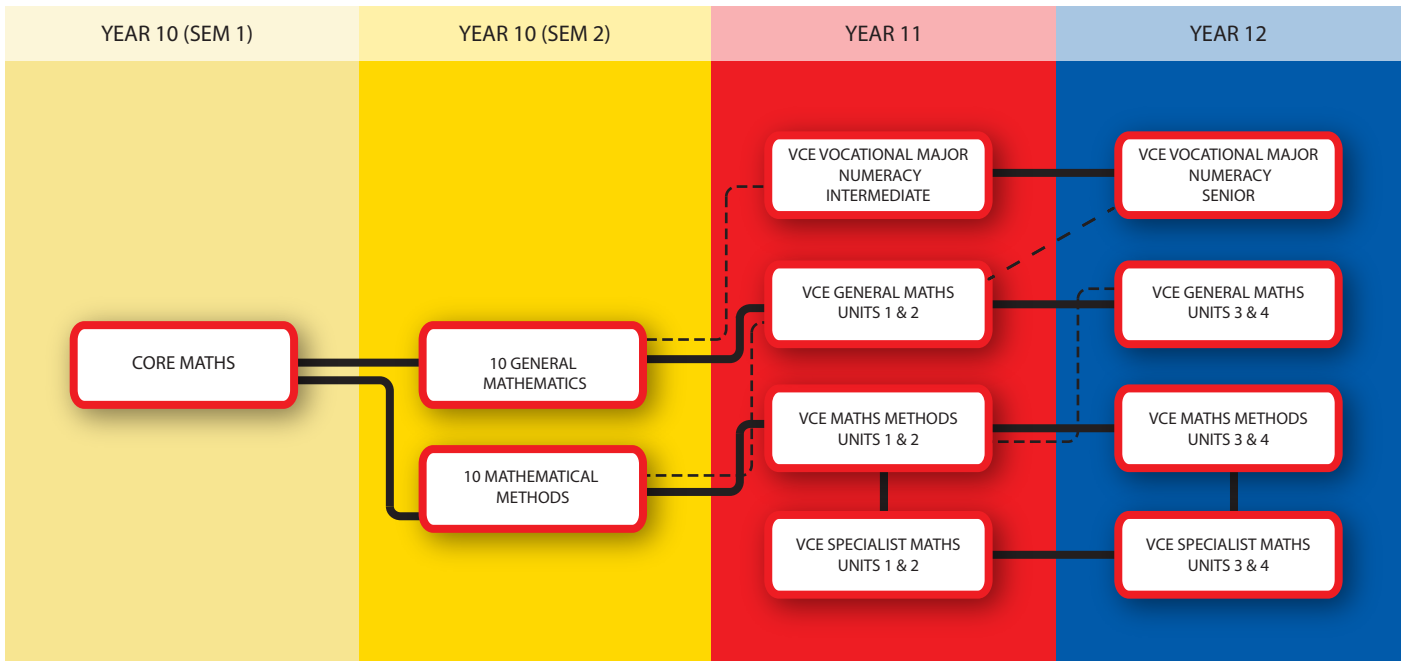 YEAR 10 (SEM 1)
YEAR 10 (SEM 2)
YEAR 11
YEAR 12
CORE MATHS
10 GENERAL
MATHEMATICS
10 MATHEMATICAL
METHODS
VCE VOCATIONAL MAJOR
NUMERACY
INTERMEDIATE
VCE GENERAL MATHS
UNITS 1 & 2
VCE MATHS METHODS
UNITS 1 & 2
VCE SPECIALIST MATHS
UNITS 1 & 2
VCE VOCATIONAL MAJOR
NUMERACY
SENIOR
VCE GENERAL MATHS
UNITS 3 & 4
VCE MATHS METHODS
UNITS 3 & 4
VCE SPECIALIST MATHS
UNITS 3 & 4